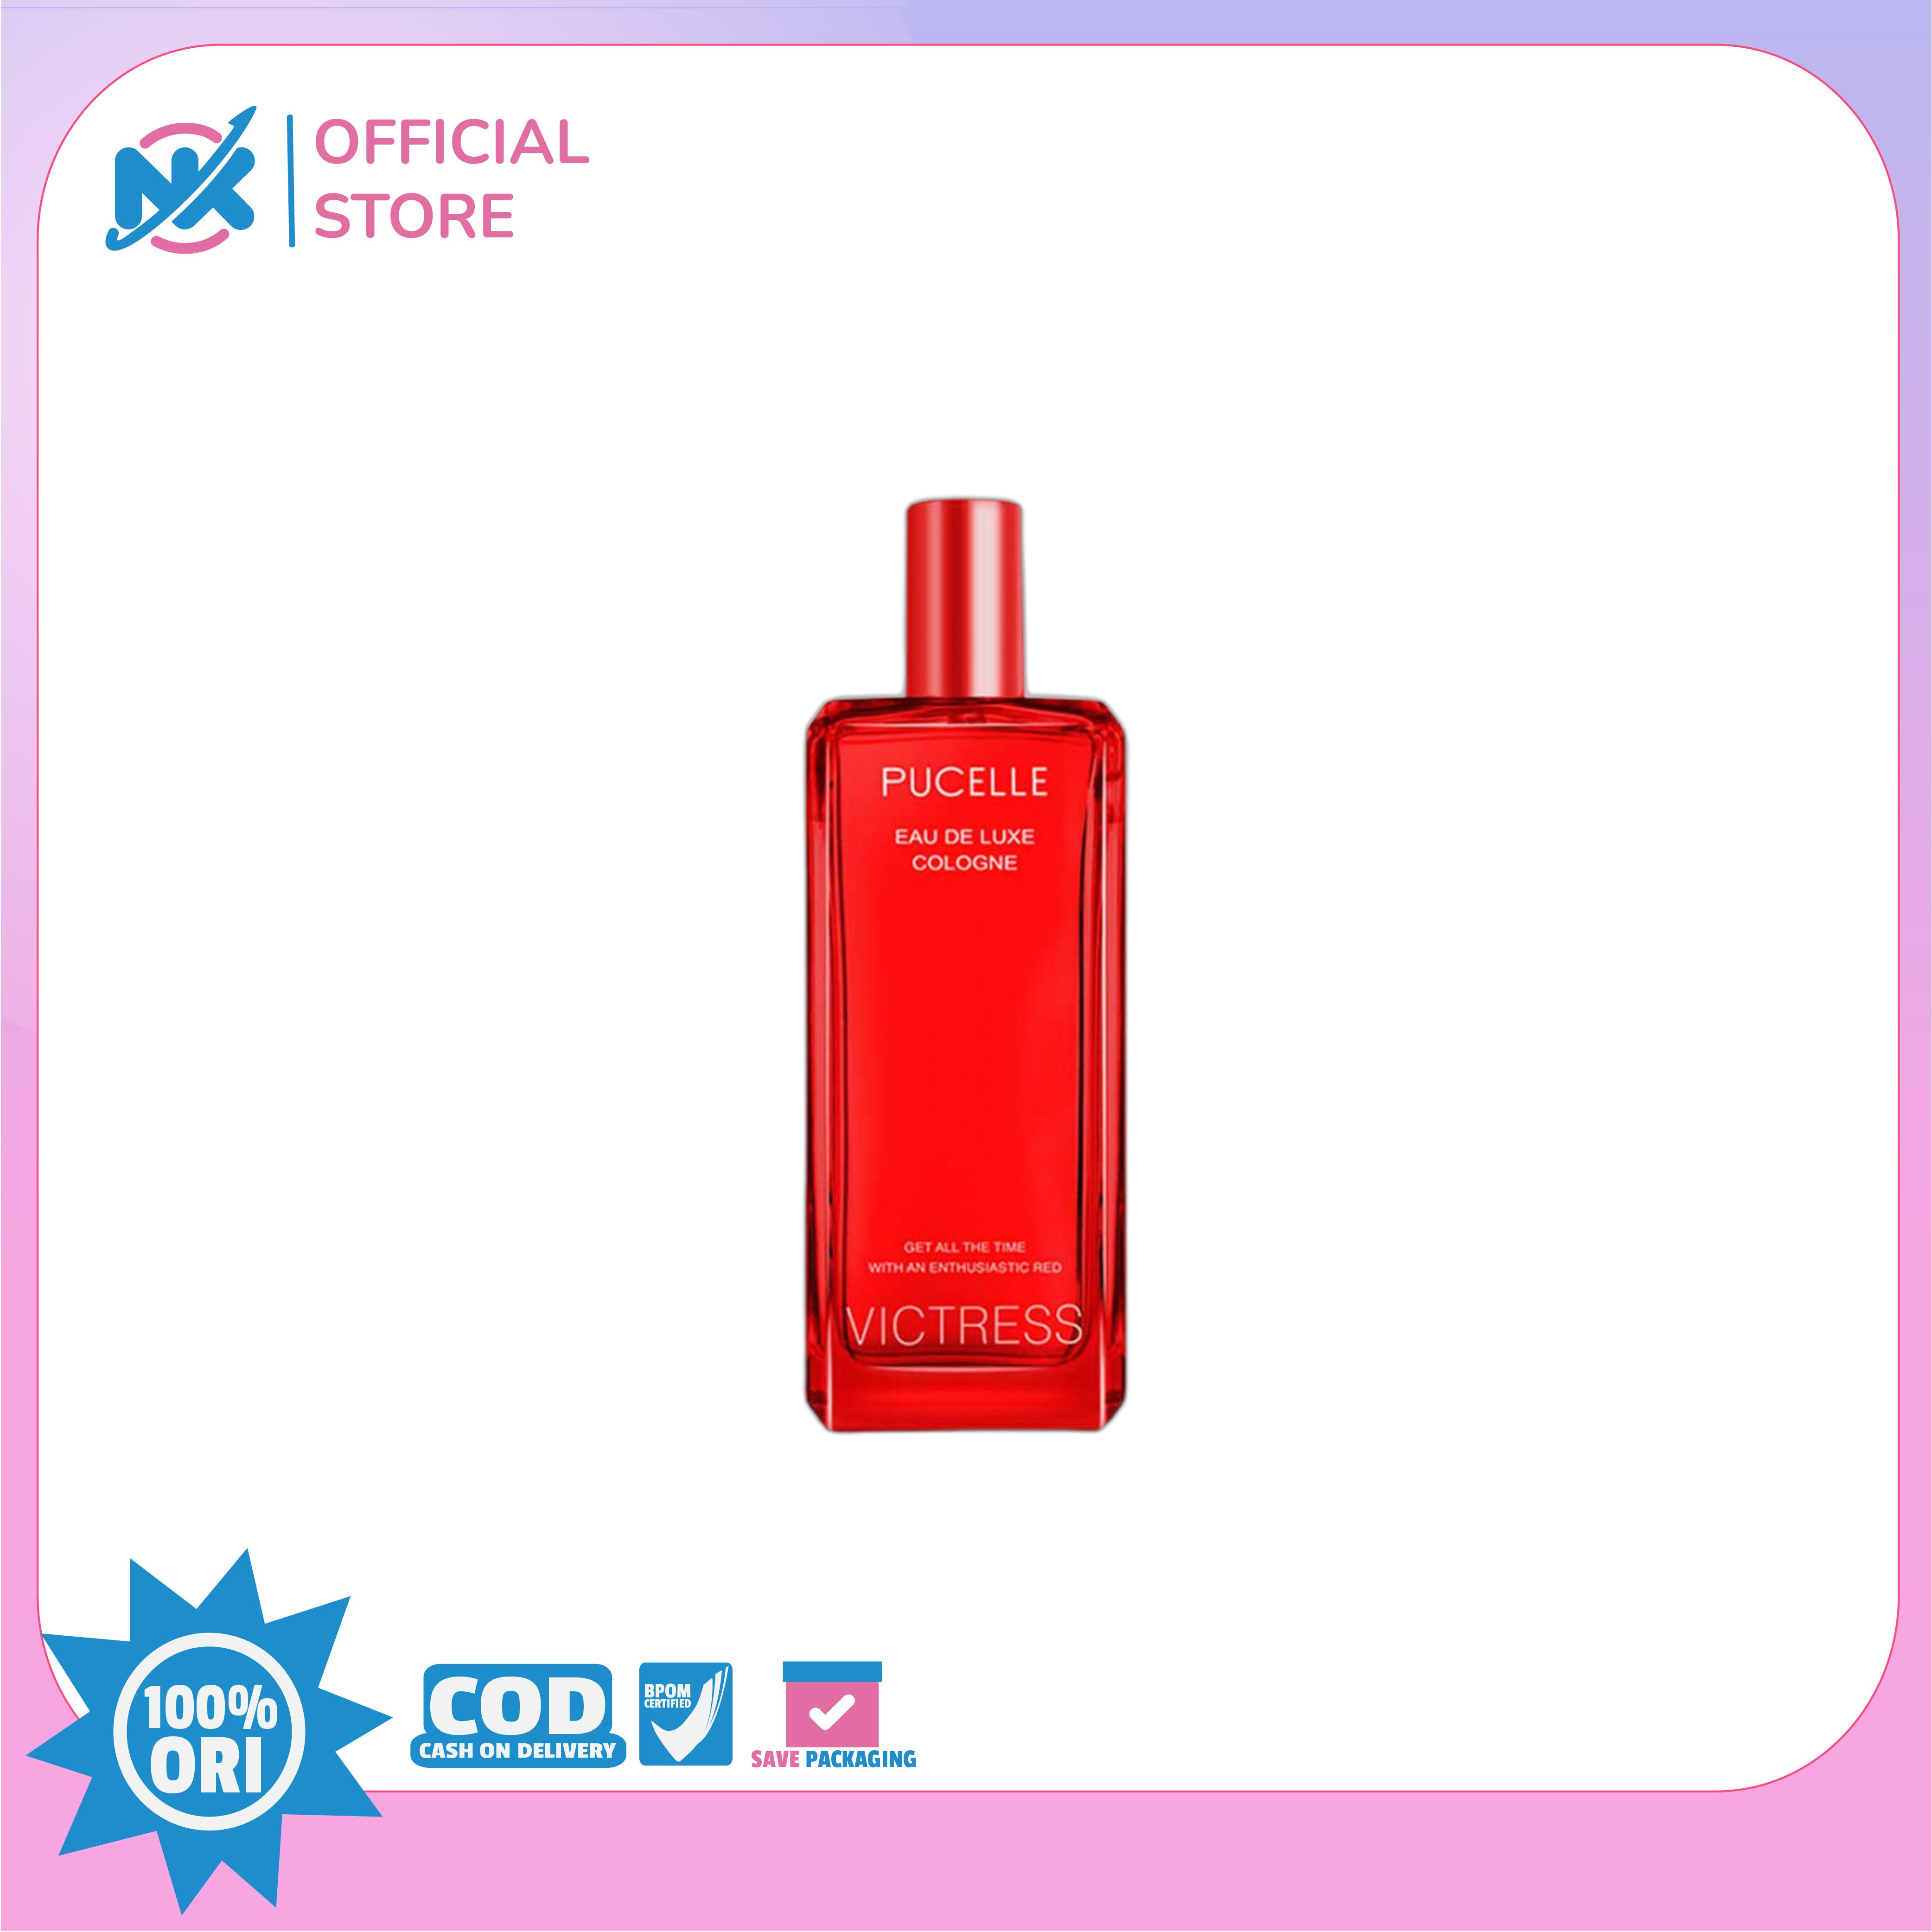 NK
OFFICIAL
STORE
PUCELLE
EAU DE LUXE
COLOGNE
GET ALL THE TIME
WITH AN ENTHUSIASTIC RED
VICTRESS
100%
ORI
COD
CASH ON DELIVERY
BPOM
CERTIFIED
SAVE PACKAGING